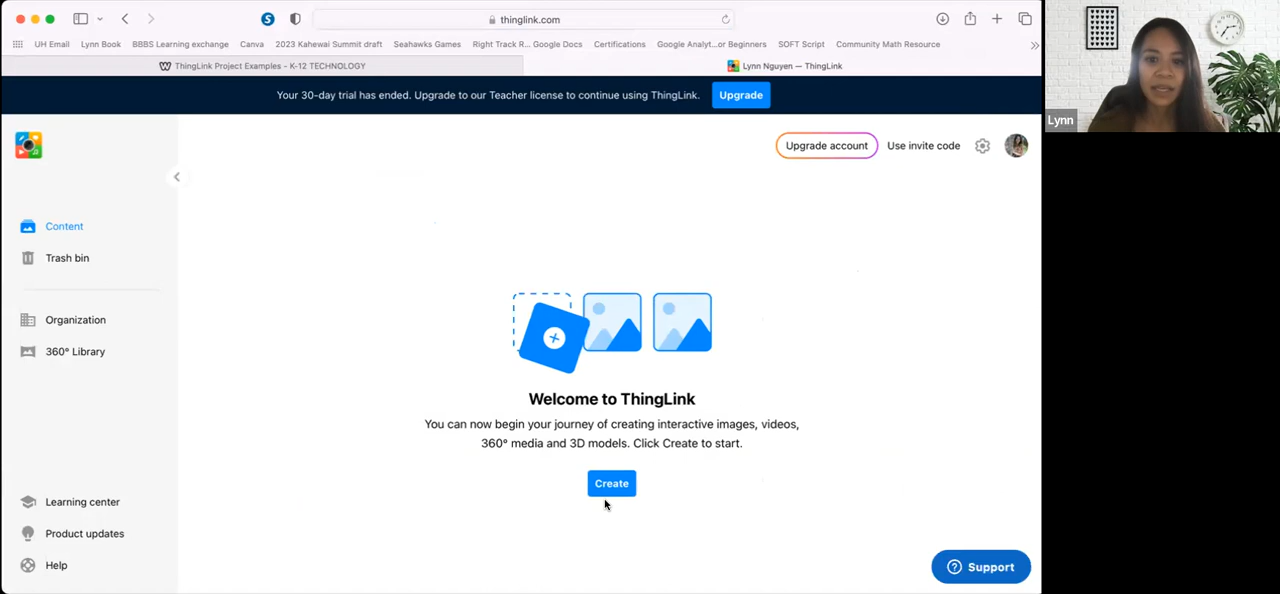 thinglink.com
UH Email
Lynn Book
BBBS Learning exchange
Canva
2023 Kahewai Summit draft
Seahawks Games
Right Track R... Google Docs
Certifications
Google Analyt...or Beginners
SOFT Script
Community Math Resource
ThingLink Project Examples - K-12 TECHNOLOGY
Lynn Nguyen — ThingLink
Your 30-day trial has ended. Upgrade to our Teacher license to continue using ThingLink.
Upgrade
Upgrade account
Use invite code
Content
Trash bin
Organization
360° Library
Welcome to ThingLink
You can now begin your journey of creating interactive images, videos,
360° media and 3D models. Click Create to start.
Create
Learning center
Product updates
Help
Support
Lynn